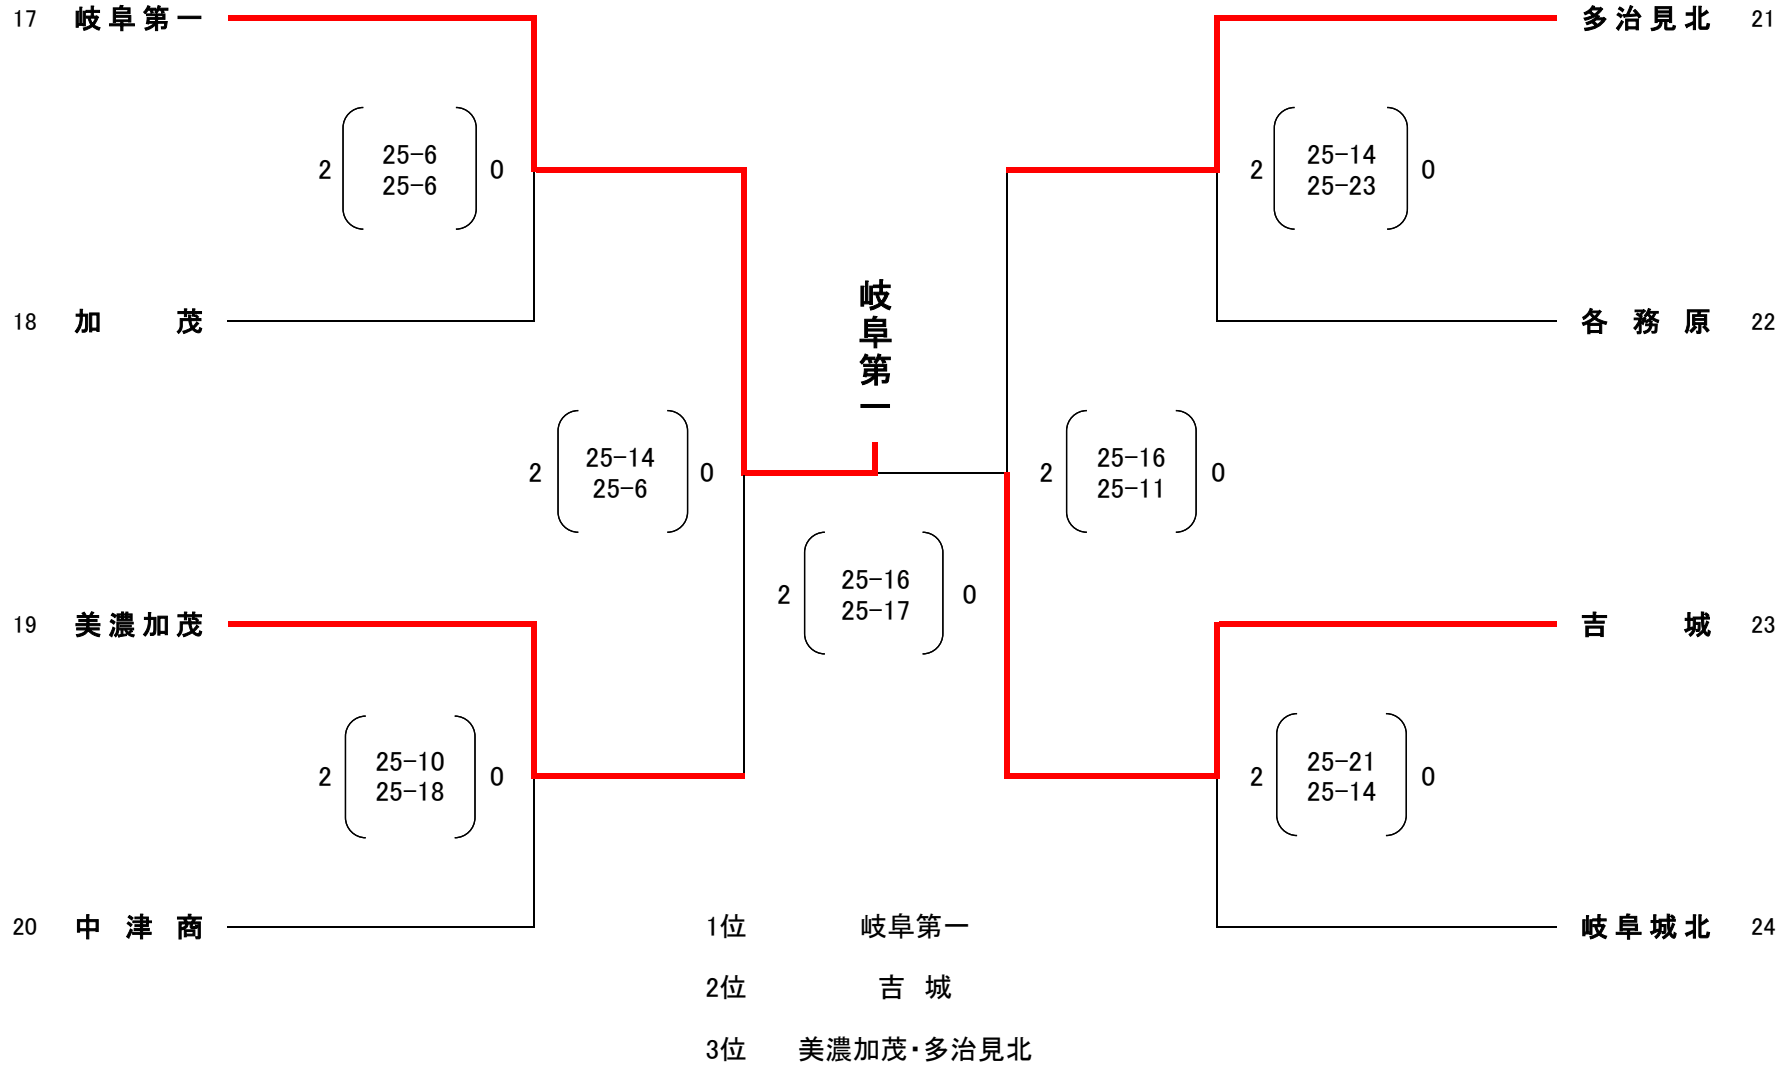 17 岐阜第一
多治見北 21
2 25-6 0
25-6
2 25-14 0
25-23
18 加 茂
岐阜第一
各 務 原 22
2 25-14 0
25-6
2 25-16 0
25-11
2 25-16 0
25-17
19 美濃加茂
吉 城 23
2 25-10 0
25-18
2 25-21 0
25-14
20 中 津 商
岐阜城北 24
1位 岐阜第一
2位 吉 城
3位 美濃加茂・多治見北